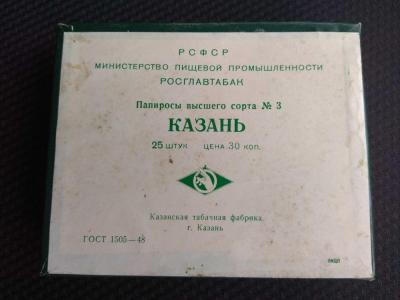 РСФСР
МИНИСТЕРСТВО ПИЩЕВОЙ ПРОМЫШЛЕННОСТИ
РОСГЛАВТАБАК
Папиросы высшего сорта № 3
КАЗАНЬ
25 ШТУК ЦЕНА 30 КОП.
Казанская табачная фабрика
г. Казань
ГОСТ 1505—48